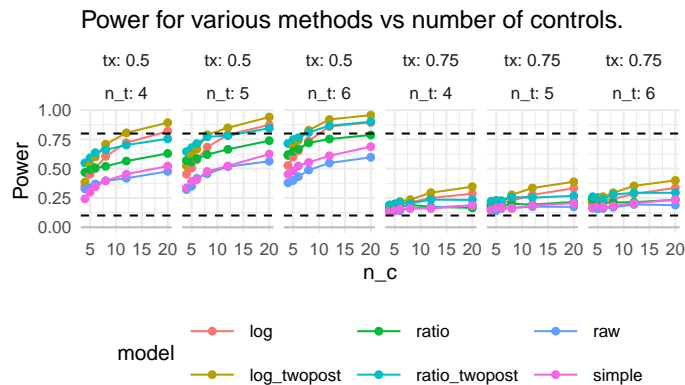 Power for various methods vs number of controls.
tx: 0.5 tx: 0.5 tx: 0.5 tx: 0.75 tx: 0.75 tx: 0.75
n_t: 4 n_t: 5 n_t: 6 n_t: 4 n_t: 5 n_t: 6
1.00
0.75
0.50
0.25
0.00
Power
5 10 15 20 5 10 15 20 5 10 15 20 5 10 15 20 5 10 15 20 5 10 15 20
n_c
model
log ratio raw
log_twopost ratio_twopost simple